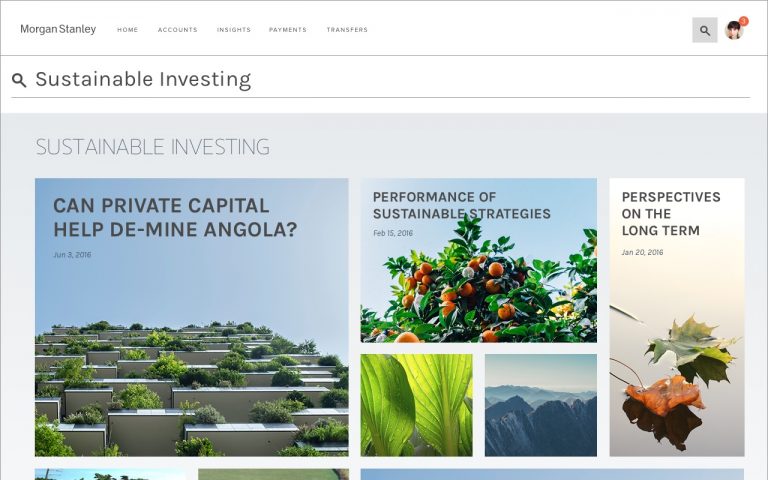 Morgan Stanley
HOME ACCOUNTS INSIGHTS PAYMENTS TRANSFERS
3
Sustainable Investing
SUSTAINABLE INVESTING
CAN PRIVATE CAPITAL
HELP DE-MINE ANGOLA?
Jun 3, 2016
PERFORMANCE OF
SUSTAINABLE STRATEGIES
Feb 15, 2016
PERSPECTIVES
ON THE
LONG TERM
Jan 20, 2016